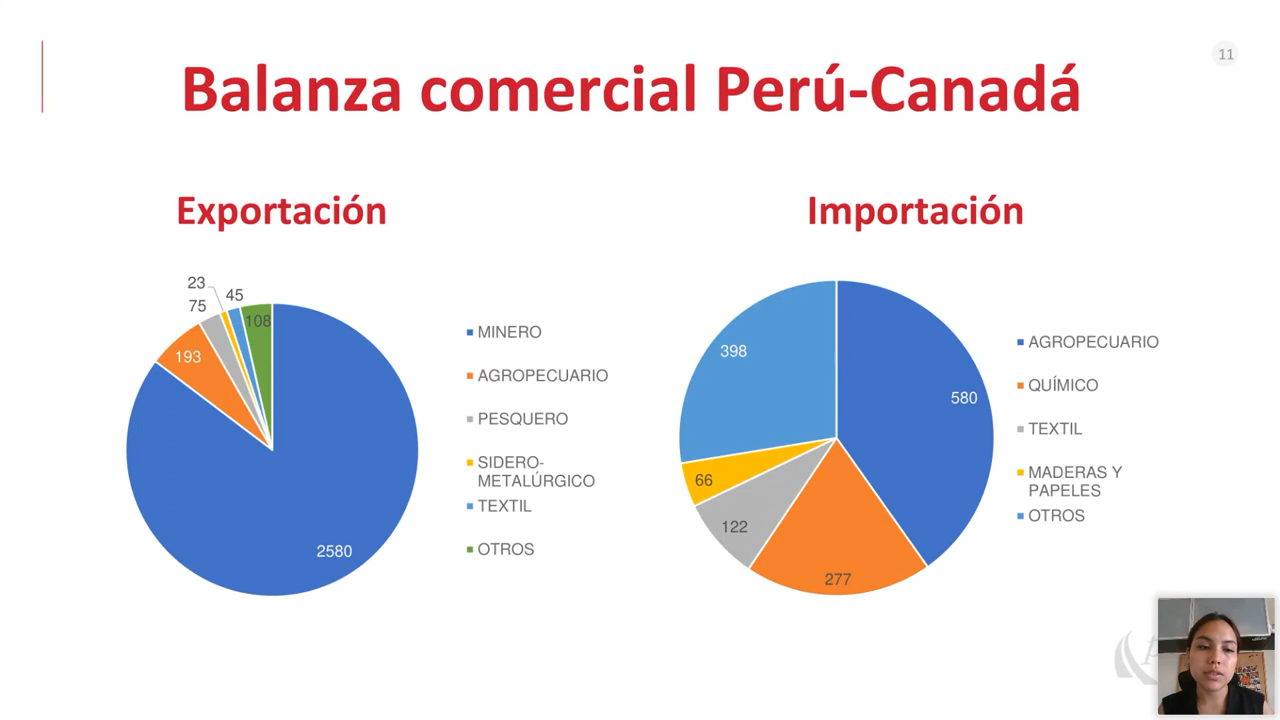 11
Balanza comercial Perú-Canadá
Exportación
23
45
75
108
193
2580
MINERO
AGROPECUARIO
PESQUERO
SIDERO-
METALÚRGICO
TEXTIL
OTROS
Importación
398
580
66
122
277
AGROPECUARIO
QUÍMICO
TEXTIL
MADERAS Y
PAPELES
OTROS